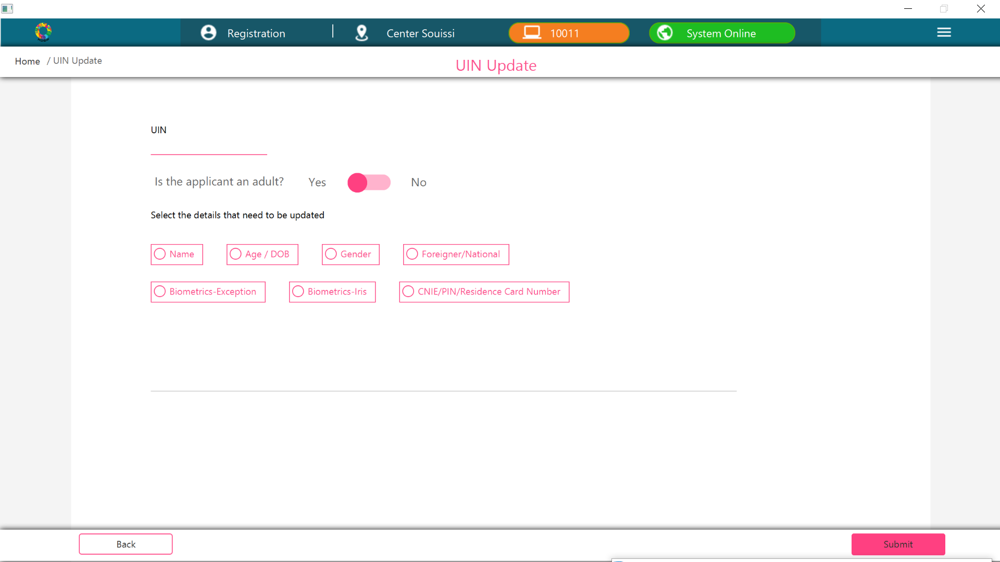 Registration
Center Souissi
10011
System Online
Home / UIN Update
UIN Update
UIN
Is the applicant an adult? Yes No
Select the details that need to be updated
Name Age / DOB Gender Foreigner/National
Biometrics-Exception Biometrics-Iris CNIE/PIN/Residence Card Number
Back Submit